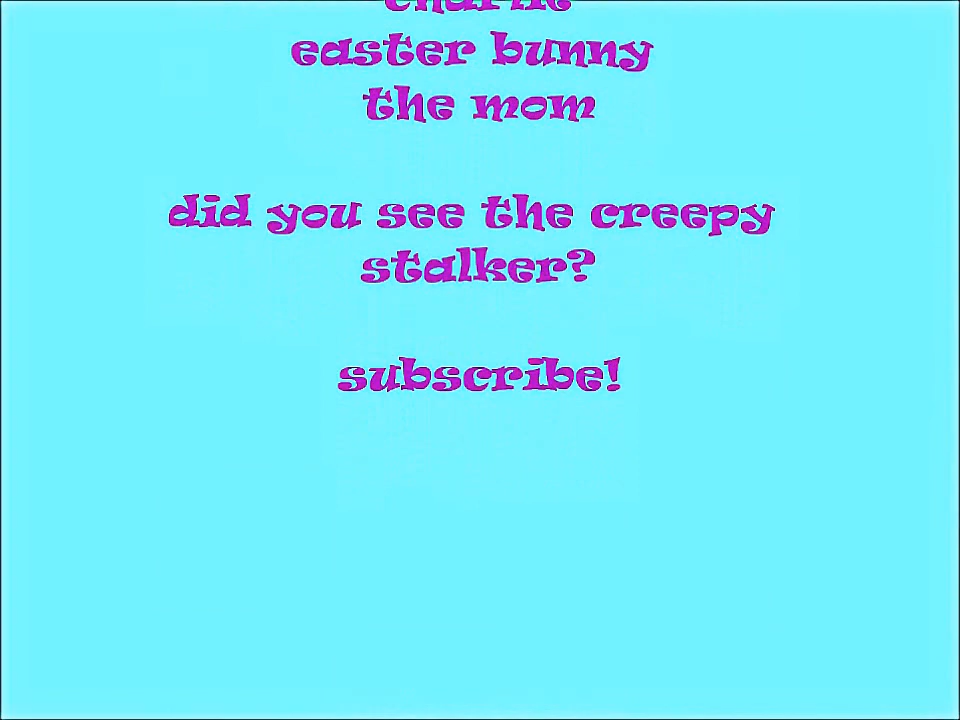 easter bunny
the mom
did you see the creepy
stalker?
subscribe!